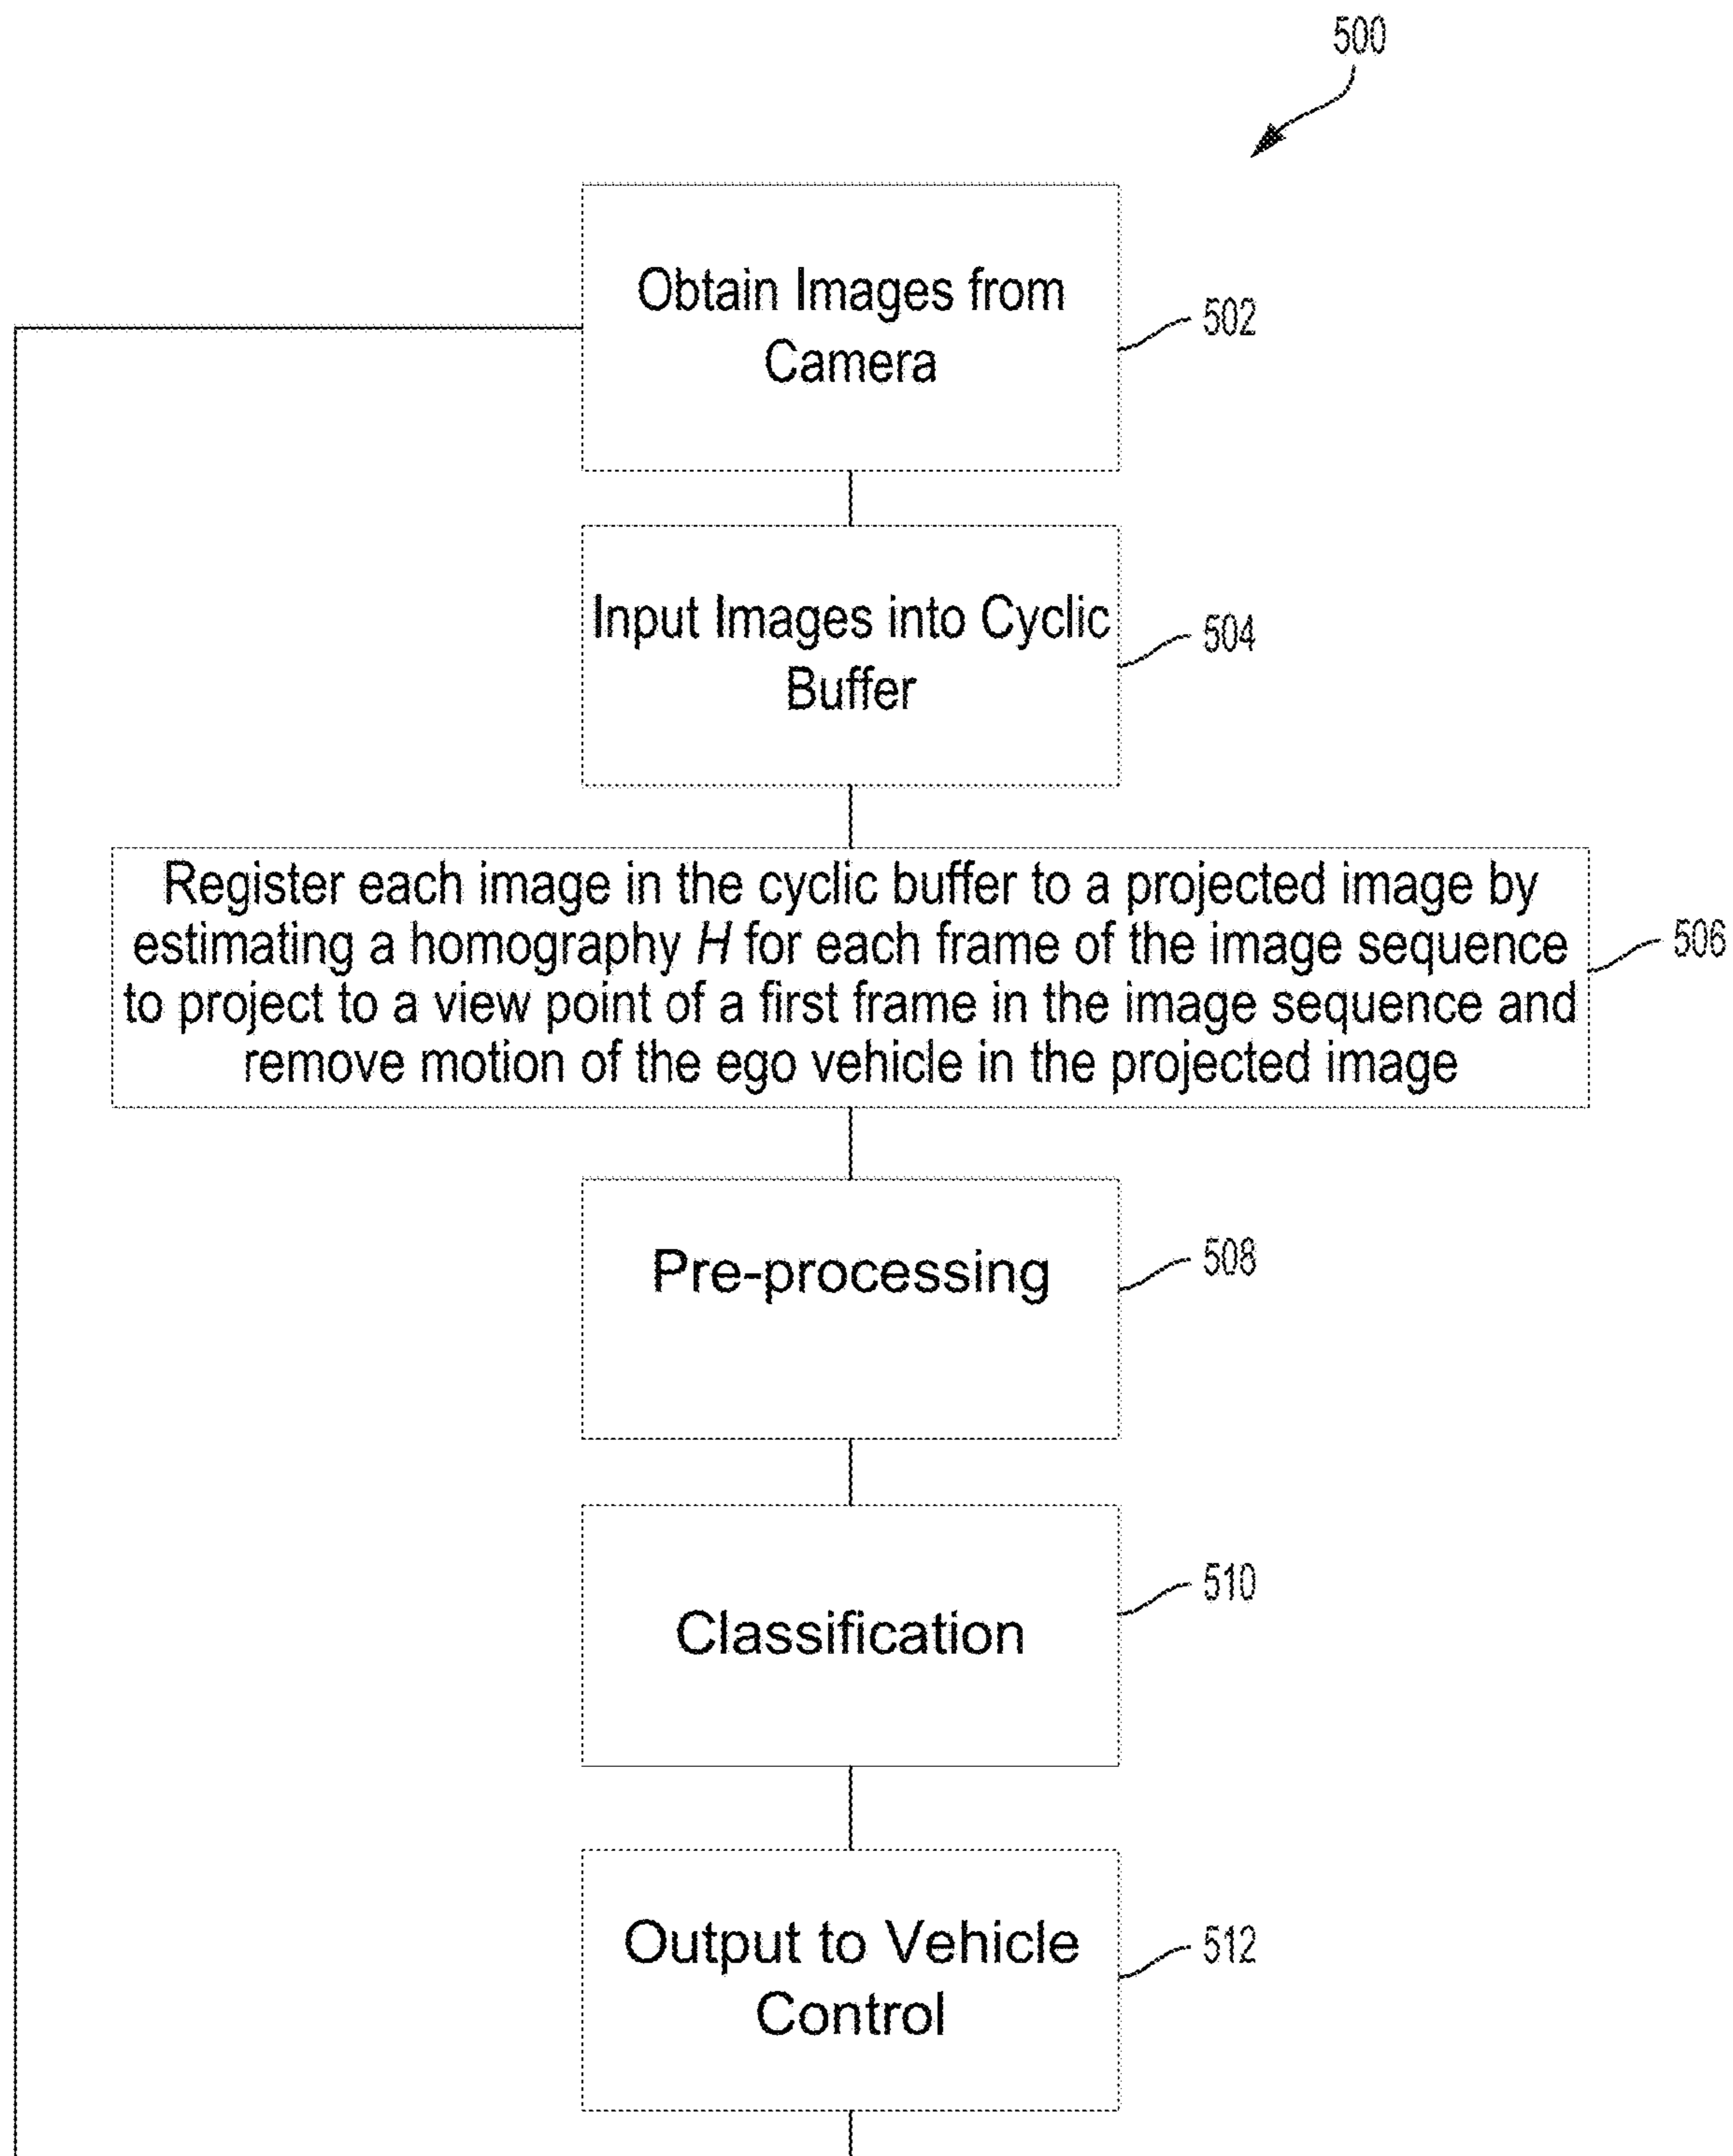 500
Obtain Images from
Camera
502
Input Images into Cyclic
Buffer
504
Register each image in the cyclic buffer to a projected image by
estimating a homography H for each frame of the image sequence
to project to a view point of a first frame in the image sequence and
remove motion of the ego vehicle in the projected image
506
Pre-processing
508
Classification
510
Output to Vehicle
Control
512